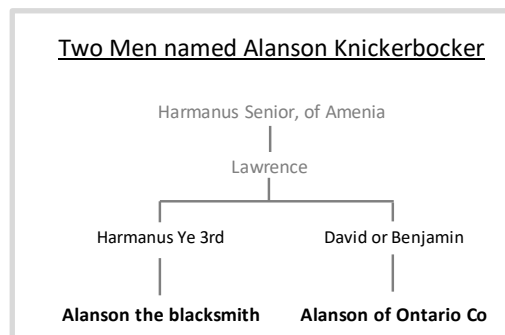 Two Men named Alanson Knickerbocker
Harmanus Senior, of Amenia
Lawrence
Harmanus Ye 3rd David or Benjamin
Alanson the blacksmith Alanson of Ontario Co